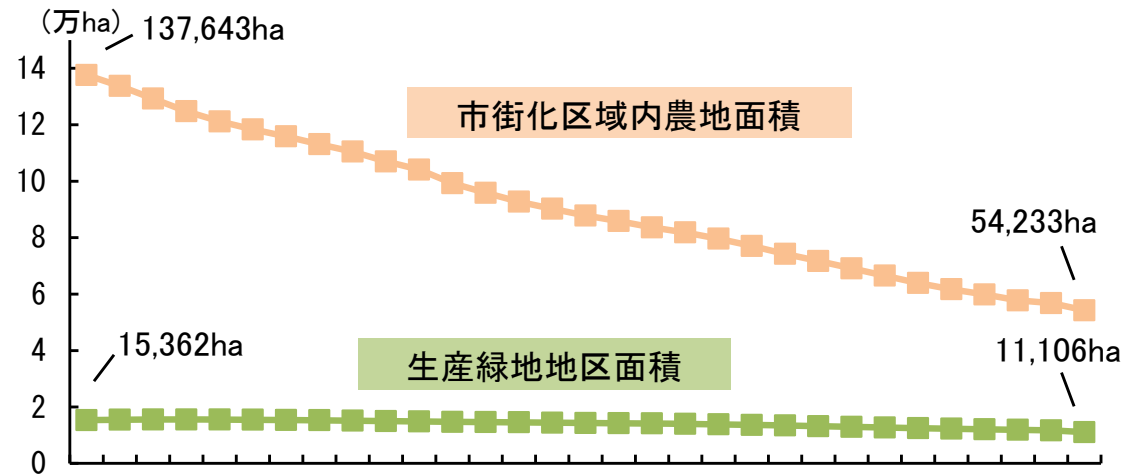 (万ha)
137,643ha
14
市街化区域内農地面積
12
10
8
54,233ha
6
4
15,362ha
生産緑地地区面積
11,106ha
2
0